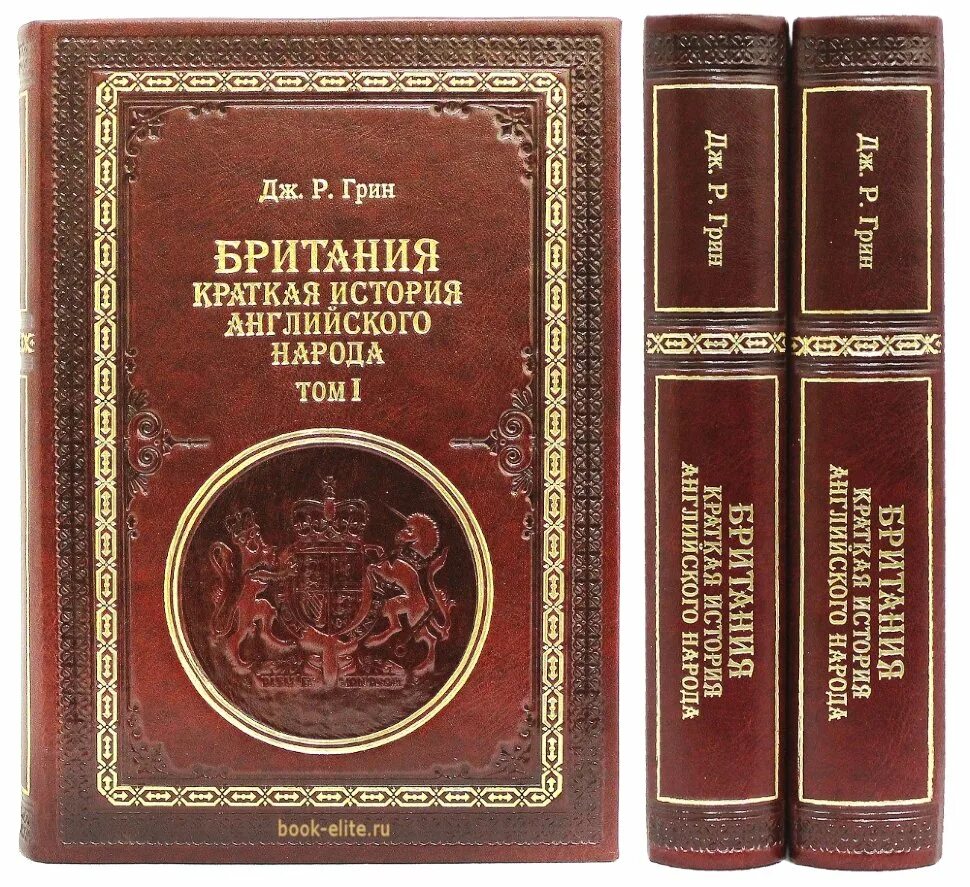 Дж. Р. Грин
БРИТАНИЯ
КРАТКАЯ ИСТОРИЯ
АНГЛИЙСКОГО
НАРОДА
ТОМ I
book-elite.ru
Дж. Р. Грин
БРИТАНИЯ
КРАТКАЯ ИСТОРИЯ
АНГЛИЙСКОГО НАРОДА
Дж. Р. Грин
БРИТАНИЯ
КРАТКАЯ ИСТОРИЯ
АНГЛИЙСКОГО НАРОДА